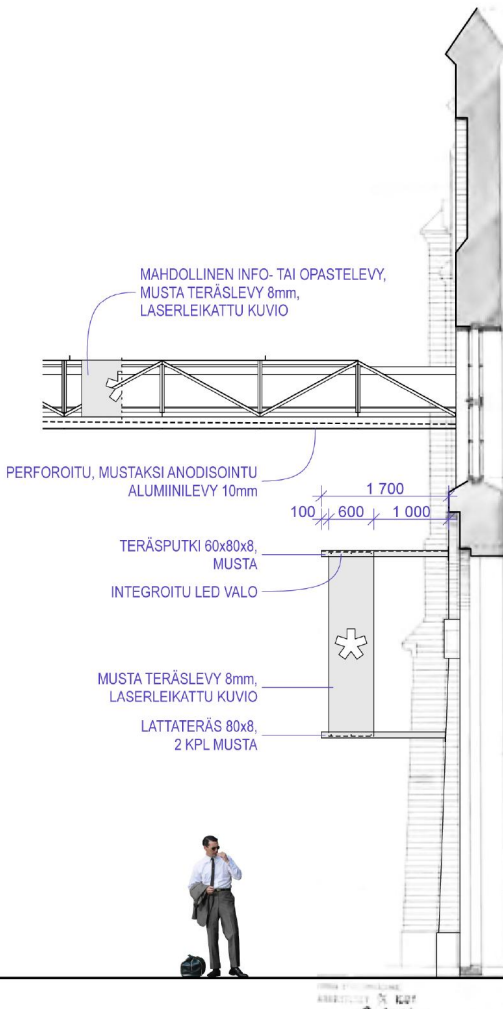 MAHDOLLINEN INFO- TAI OPASTELEVY,
MUSTA TERÄSLEVY 8mm,
LASERLEIKATTU KUVIO
PERFOROITU, MUSTAKSI ANODISOINTU
ALUMIINILEVY 10mm
1 700
100 600 1 000
TERÄSPUTKI 60x80x8,
MUSTA
INTEGROITU LED VALO
MUSTA TERÄSLEVY 8mm,
LASERLEIKATTU KUVIO
LATTATERÄS 80x8,
2 KPL MUSTA